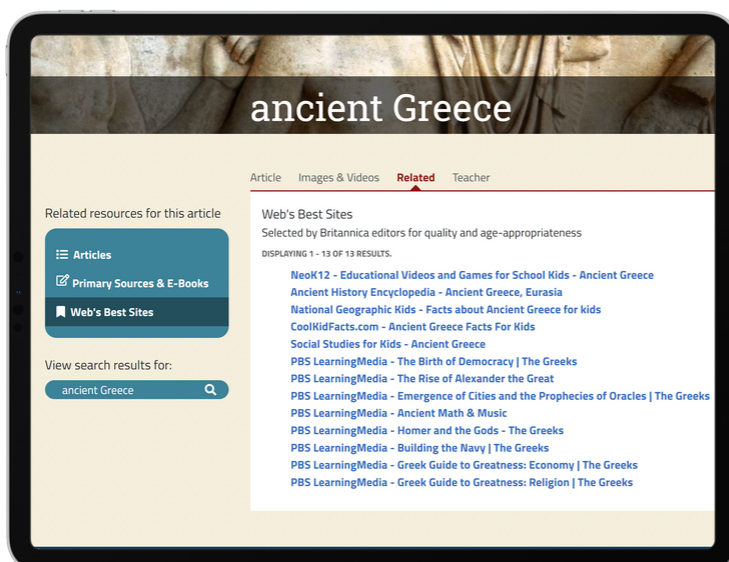 ancient Greece
Article Images & Videos Related Teacher
Related resources for this article
Articles
Primary Sources & E-Books
Web's Best Sites
View search results for:
ancient Greece
Web's Best Sites
Selected by Britannica editors for quality and age-appropriateness
DISPLAYING 1 - 13 OF 13 RESULTS.
NeoK12 - Educational Videos and Games for School Kids - Ancient Greece
Ancient History Encyclopedia - Ancient Greece, Eurasia
National Geographic Kids - Facts about Ancient Greece for kids
CoolKidFacts.com - Ancient Greece Facts For Kids
Social Studies for Kids - Ancient Greece
PBS LearningMedia - The Birth of Democracy | The Greeks
PBS LearningMedia - The Rise of Alexander the Great
PBS LearningMedia - Emergence of Cities and the Prophecies of Oracles | The Greeks
PBS LearningMedia - Ancient Math & Music
PBS LearningMedia - Homer and the Gods - The Greeks
PBS LearningMedia - Building the Navy | The Greeks
PBS LearningMedia - Greek Guide to Greatness: Economy | The Greeks
PBS LearningMedia - Greek Guide to Greatness: Religion | The Greeks